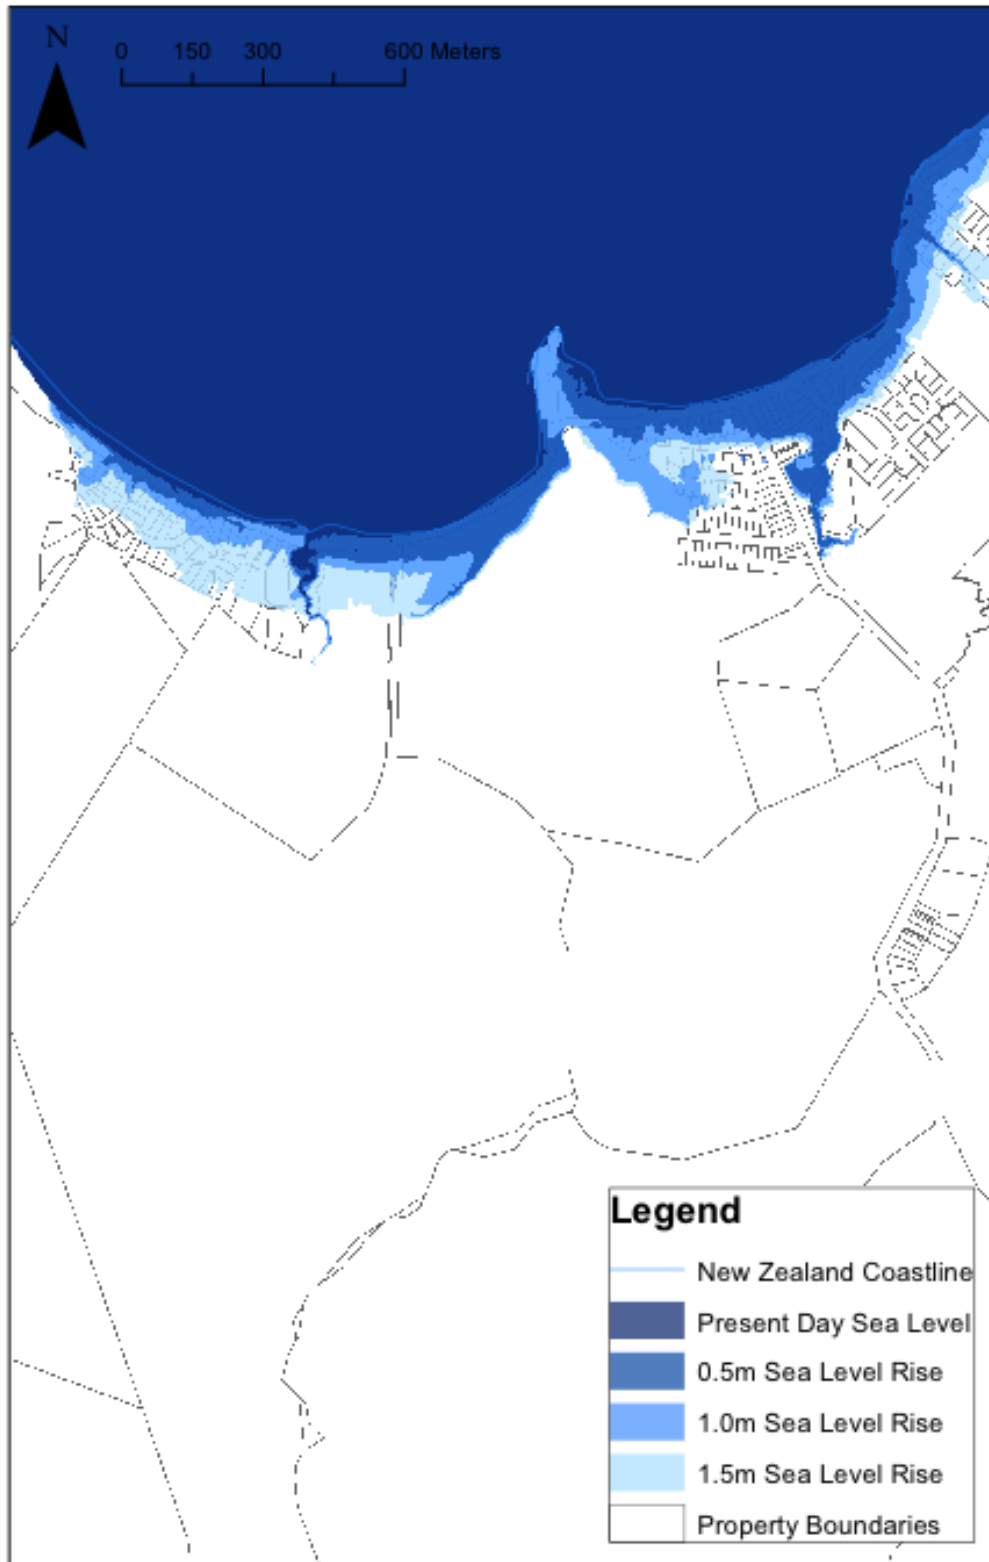 N
0 150 300 600 Meters
Legend
New Zealand Coastline
Present Day Sea Level
0.5m Sea Level Rise
1.0m Sea Level Rise
1.5m Sea Level Rise
Property Boundaries